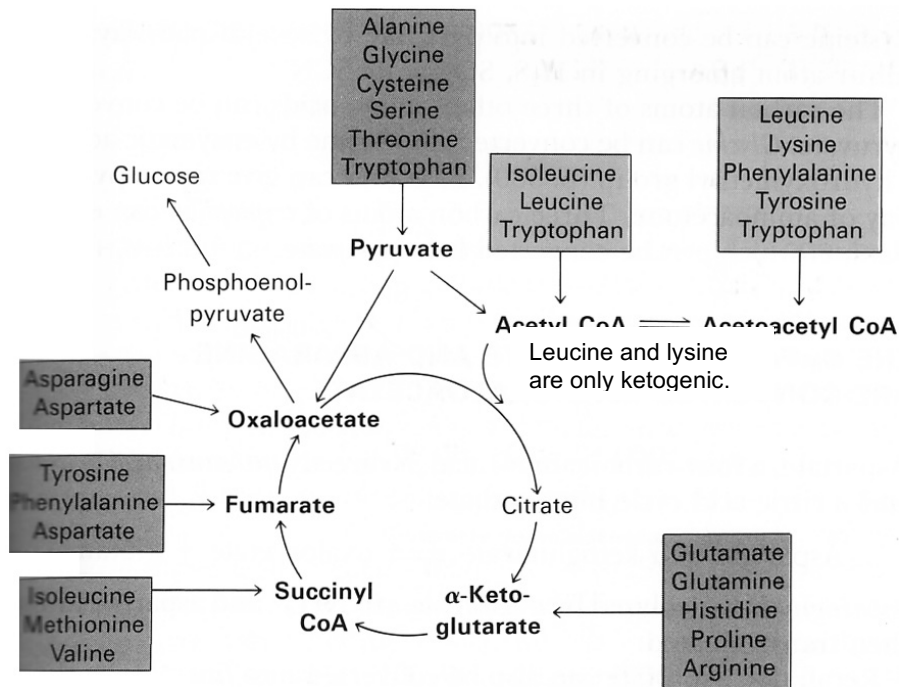 Alanine
Glycine
Cysteine
Serine
Threonine
Tryptophan
Leucine
Lysine
Phenylalanine
Tyrosine
Tryptophan
Isoleucine
Leucine
Tryptophan
Glucose
Pyruvate
Phosphoenol-
pyruvate
Acetyl CoA
Acetoacetyl CoA
Leucine and lysine
are only ketogenic.
Asparagine
Aspartate
Oxaloacetate
Tyrosine
Phenylalanine
Aspartate
Fumarate
Citrate
Isoleucine
Methionine
Valine
Succinyl
CoA
α-Keto-
glutarate
Glutamate
Glutamine
Histidine
Proline
Arginine